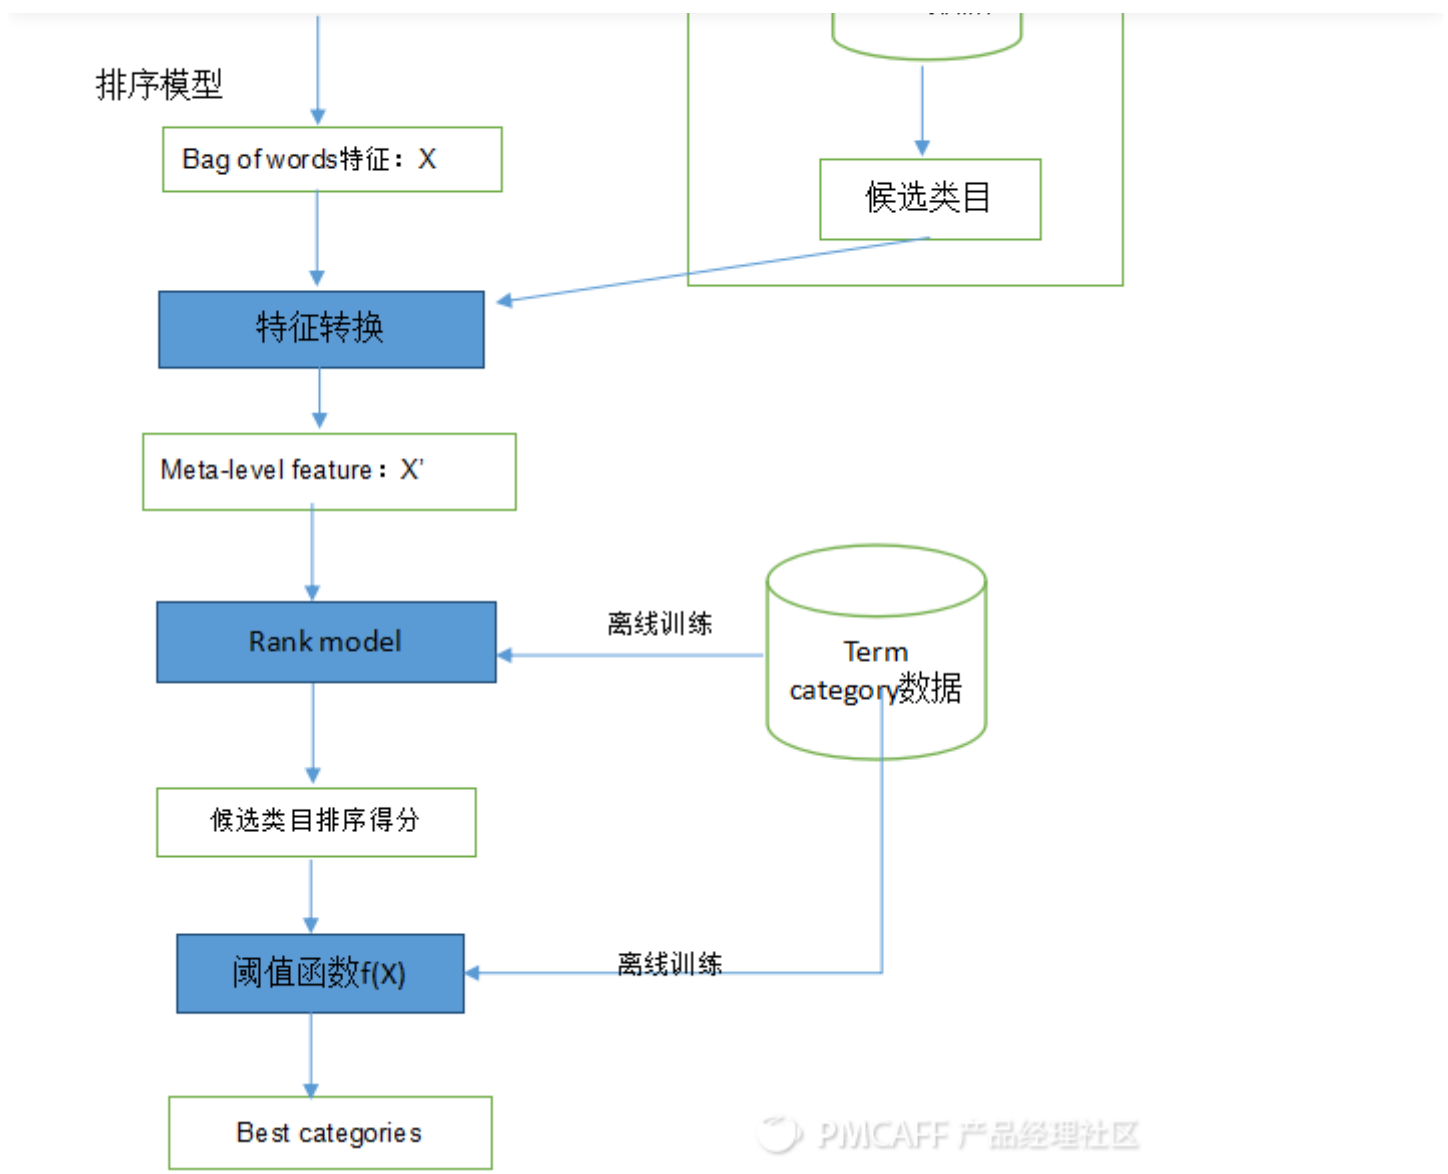 排序模型
Bag of words特征：X
候选类目
特征转换
Meta-level feature：X'
Rank model
离线训练
Term
category数据
候选类目排序得分
阈值函数f(X)
离线训练
Best categories
PMCAFF 产品经理社区